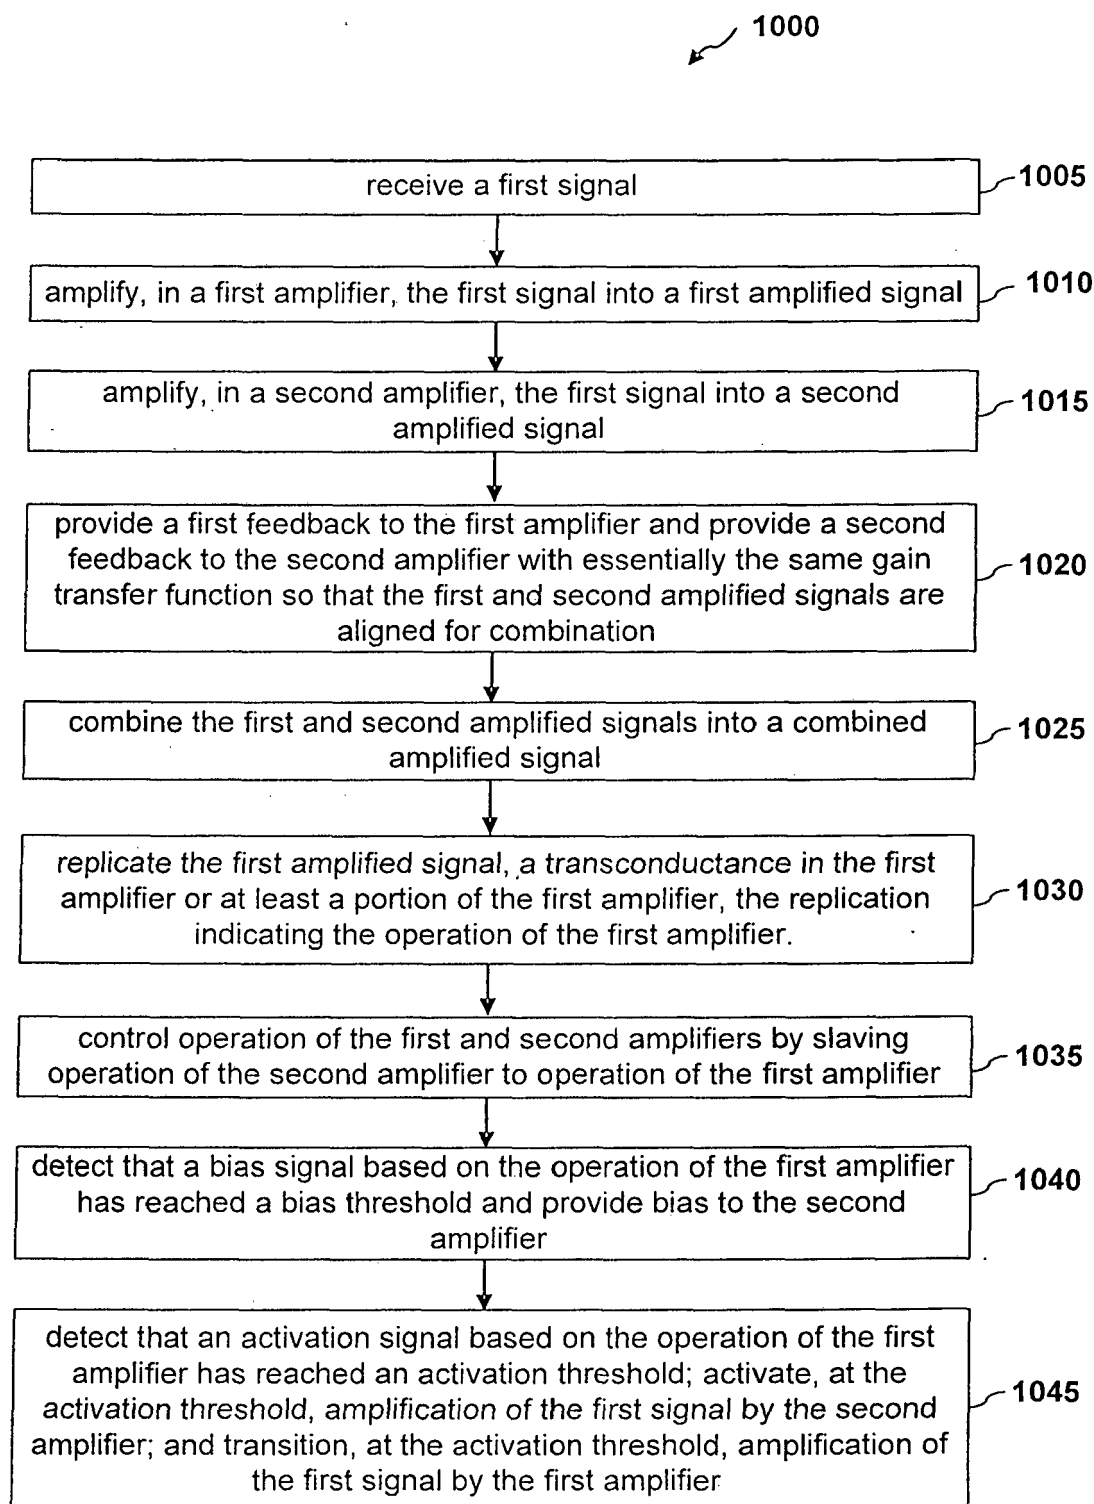 1000
receive a first signal
1005
amplify, in a first amplifier, the first signal into a first amplified signal
1010
amplify, in a second amplifier, the first signal into a second
amplified signal
1015
provide a first feedback to the first amplifier and provide a second
feedback to the second amplifier with essentially the same gain
transfer function so that the first and second amplified signals are
aligned for combination
1020
combine the first and second amplified signals into a combined
amplified signal
1025
replicate the first amplified signal, a transconductance in the first
amplifier or at least a portion of the first amplifier, the replication
indicating the operation of the first amplifier.
1030
control operation of the first and second amplifiers by slaving
operation of the second amplifier to operation of the first amplifier
1035
detect that a bias signal based on the operation of the first amplifier
has reached a bias threshold and provide bias to the second
amplifier
1040
detect that an activation signal based on the operation of the first
amplifier has reached an activation threshold; activate, at the
activation threshold, amplification of the first signal by the second
amplifier; and transition, at the activation threshold, amplification of
the first signal by the first amplifier
1045